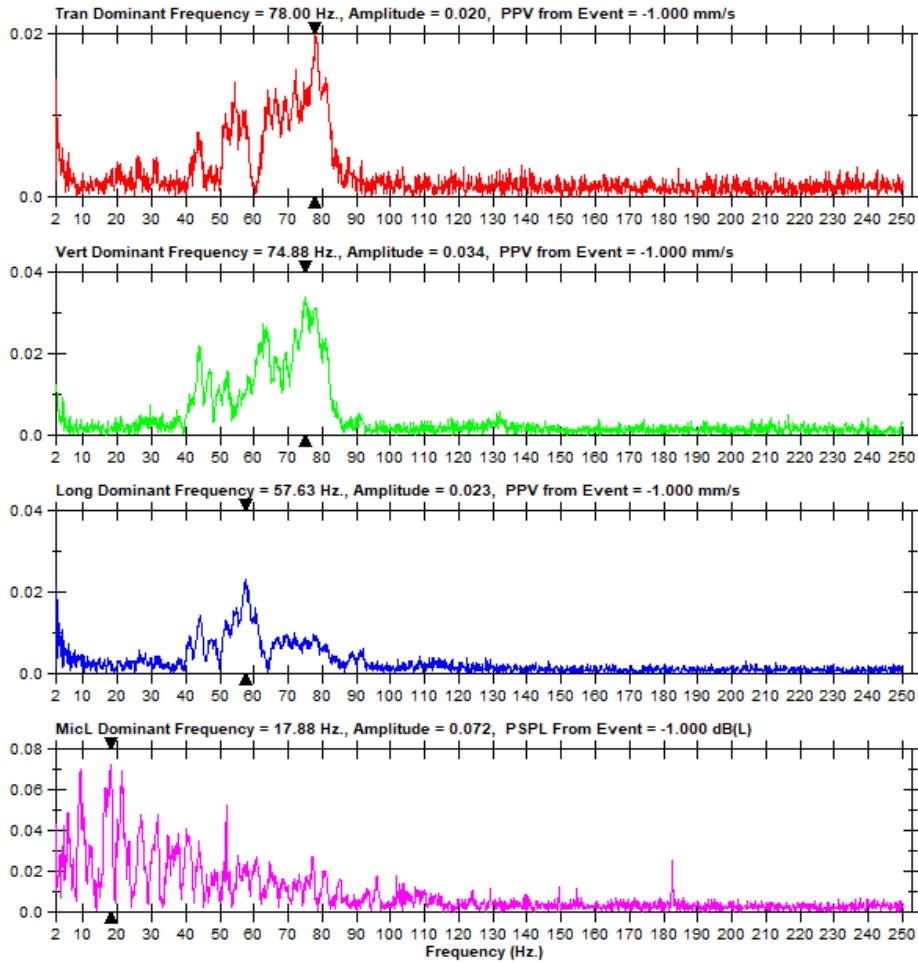 Tran Dominant Frequency = 78.00 Hz., Amplitude = 0.020,  PPV from Event = -1.000 mm/s
0.02
0.0
2 10 20 30 40 50 60 70 80 90 100 110 120 130 140 150 160 170 180 190 200 210 220 230 240 250
Vert Dominant Frequency = 74.88 Hz., Amplitude = 0.034,  PPV from Event = -1.000 mm/s
0.04
0.02
0.0
2 10 20 30 40 50 60 70 80 90 100 110 120 130 140 150 160 170 180 190 200 210 220 230 240 250
Long Dominant Frequency = 57.63 Hz., Amplitude = 0.023,  PPV from Event = -1.000 mm/s
0.04
0.02
0.0
2 10 20 30 40 50 60 70 80 90 100 110 120 130 140 150 160 170 180 190 200 210 220 230 240 250
MicL Dominant Frequency = 17.88 Hz., Amplitude = 0.072,  PSPL From Event = -1.000 dB(L)
0.08
0.06
0.04
0.02
0.0
2 10 20 30 40 50 60 70 80 90 100 110 120 130 140 150 160 170 180 190 200 210 220 230 240 250
Frequency (Hz.)